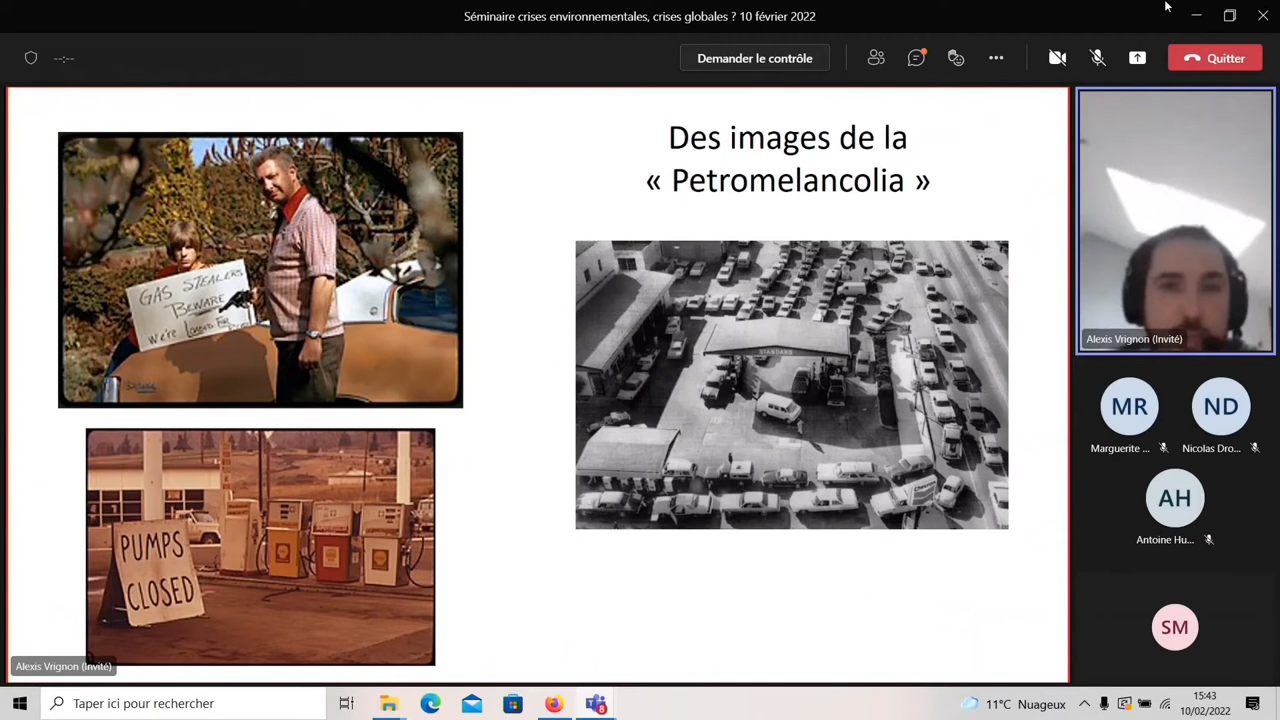 Séminaire crises environnementales, crises globales ? 10 février 2022
--:--
Demander le contrôle
Quitter
Des images de la
« Petromelancolia »
GAS STEALERS
BEWARE
We're LOADED FOR
STANDARD
PUMPS
CLOSED
Alexis Vrignon (Invité)
Alexis Vrignon (Invité)
MR
ND
Marguerite ...
Nicolas Dro...
AH
Antoine Hu...
SM
Taper ici pour rechercher
8
11°C Nuageux
15:43
10/02/2022